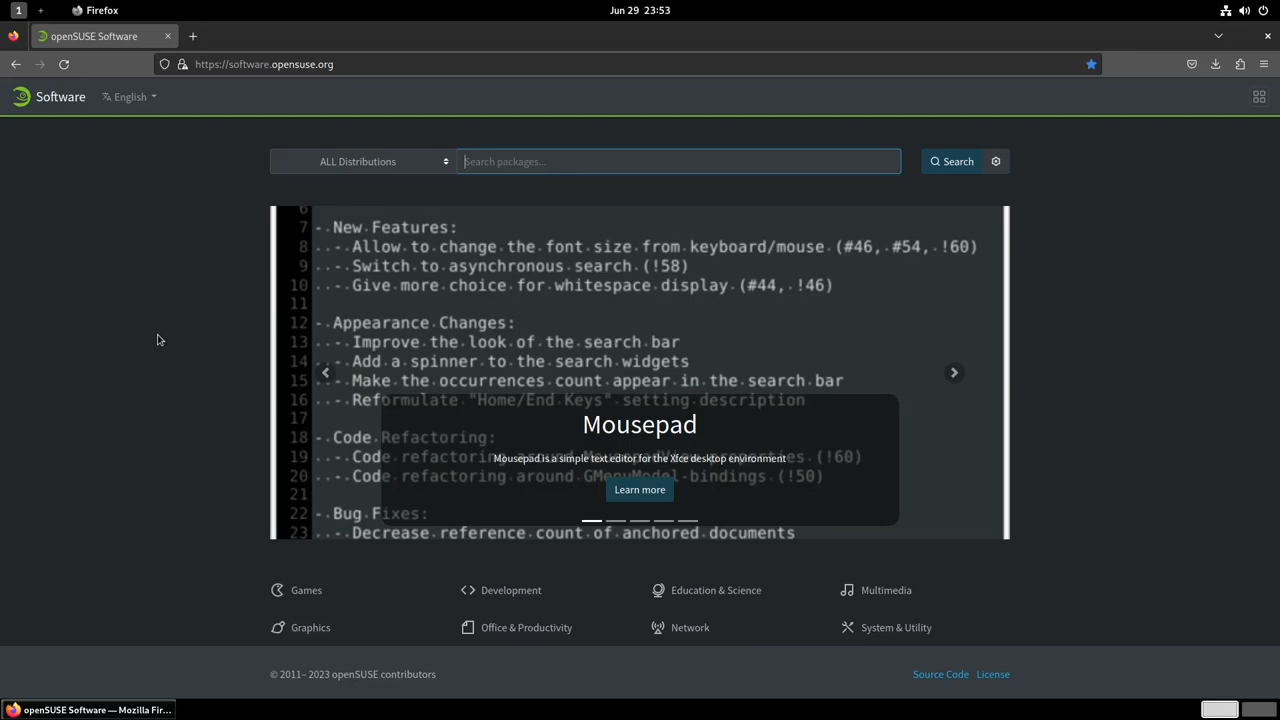 1
+
Firefox
Jun 29 23:53
openSUSE Software
https://software.opensuse.org
Software
English
ALL Distributions
Search packages...
Search
6
7 -.New Features:
8 ..-.Allow.to.change.the.font.size.from.keyboard/mouse.(#46,.#54,.!60)
9 ..-.Switch.to.asynchronous.search.(!58)
10 ..-.Give.more.choice.for.whitespace.display.(#44,.!46)
11
12 -.Appearance.Changes:
13 ..-.Improve.the.look.of.the.search.bar
14 ..-.Add.a.spinner.to.the.search.widgets
15 ..-.Make.the.occurrences.count.appear.in.the.search.bar
16 ..-.Reformulate."Home/End.Keys".setting.description
17
18 -.Code.Refactoring:
19 ..-.Code.refactoring.around properties.(!60)
20 ..-.Code.refactoring.around.GMenuModel-bindings.(!50)
21
22 -.Bug.Fixes:
23 ..-.Decrease.reference.count.of.anchored.documents
Mousepad
Mousepad is a simple text editor for the Xfce desktop environment
Learn more
Games
Development
Education & Science
Multimedia
Graphics
Office & Productivity
Network
System & Utility
© 2011– 2023 openSUSE contributors
Source Code
License
openSUSE Software — Mozilla Fir...